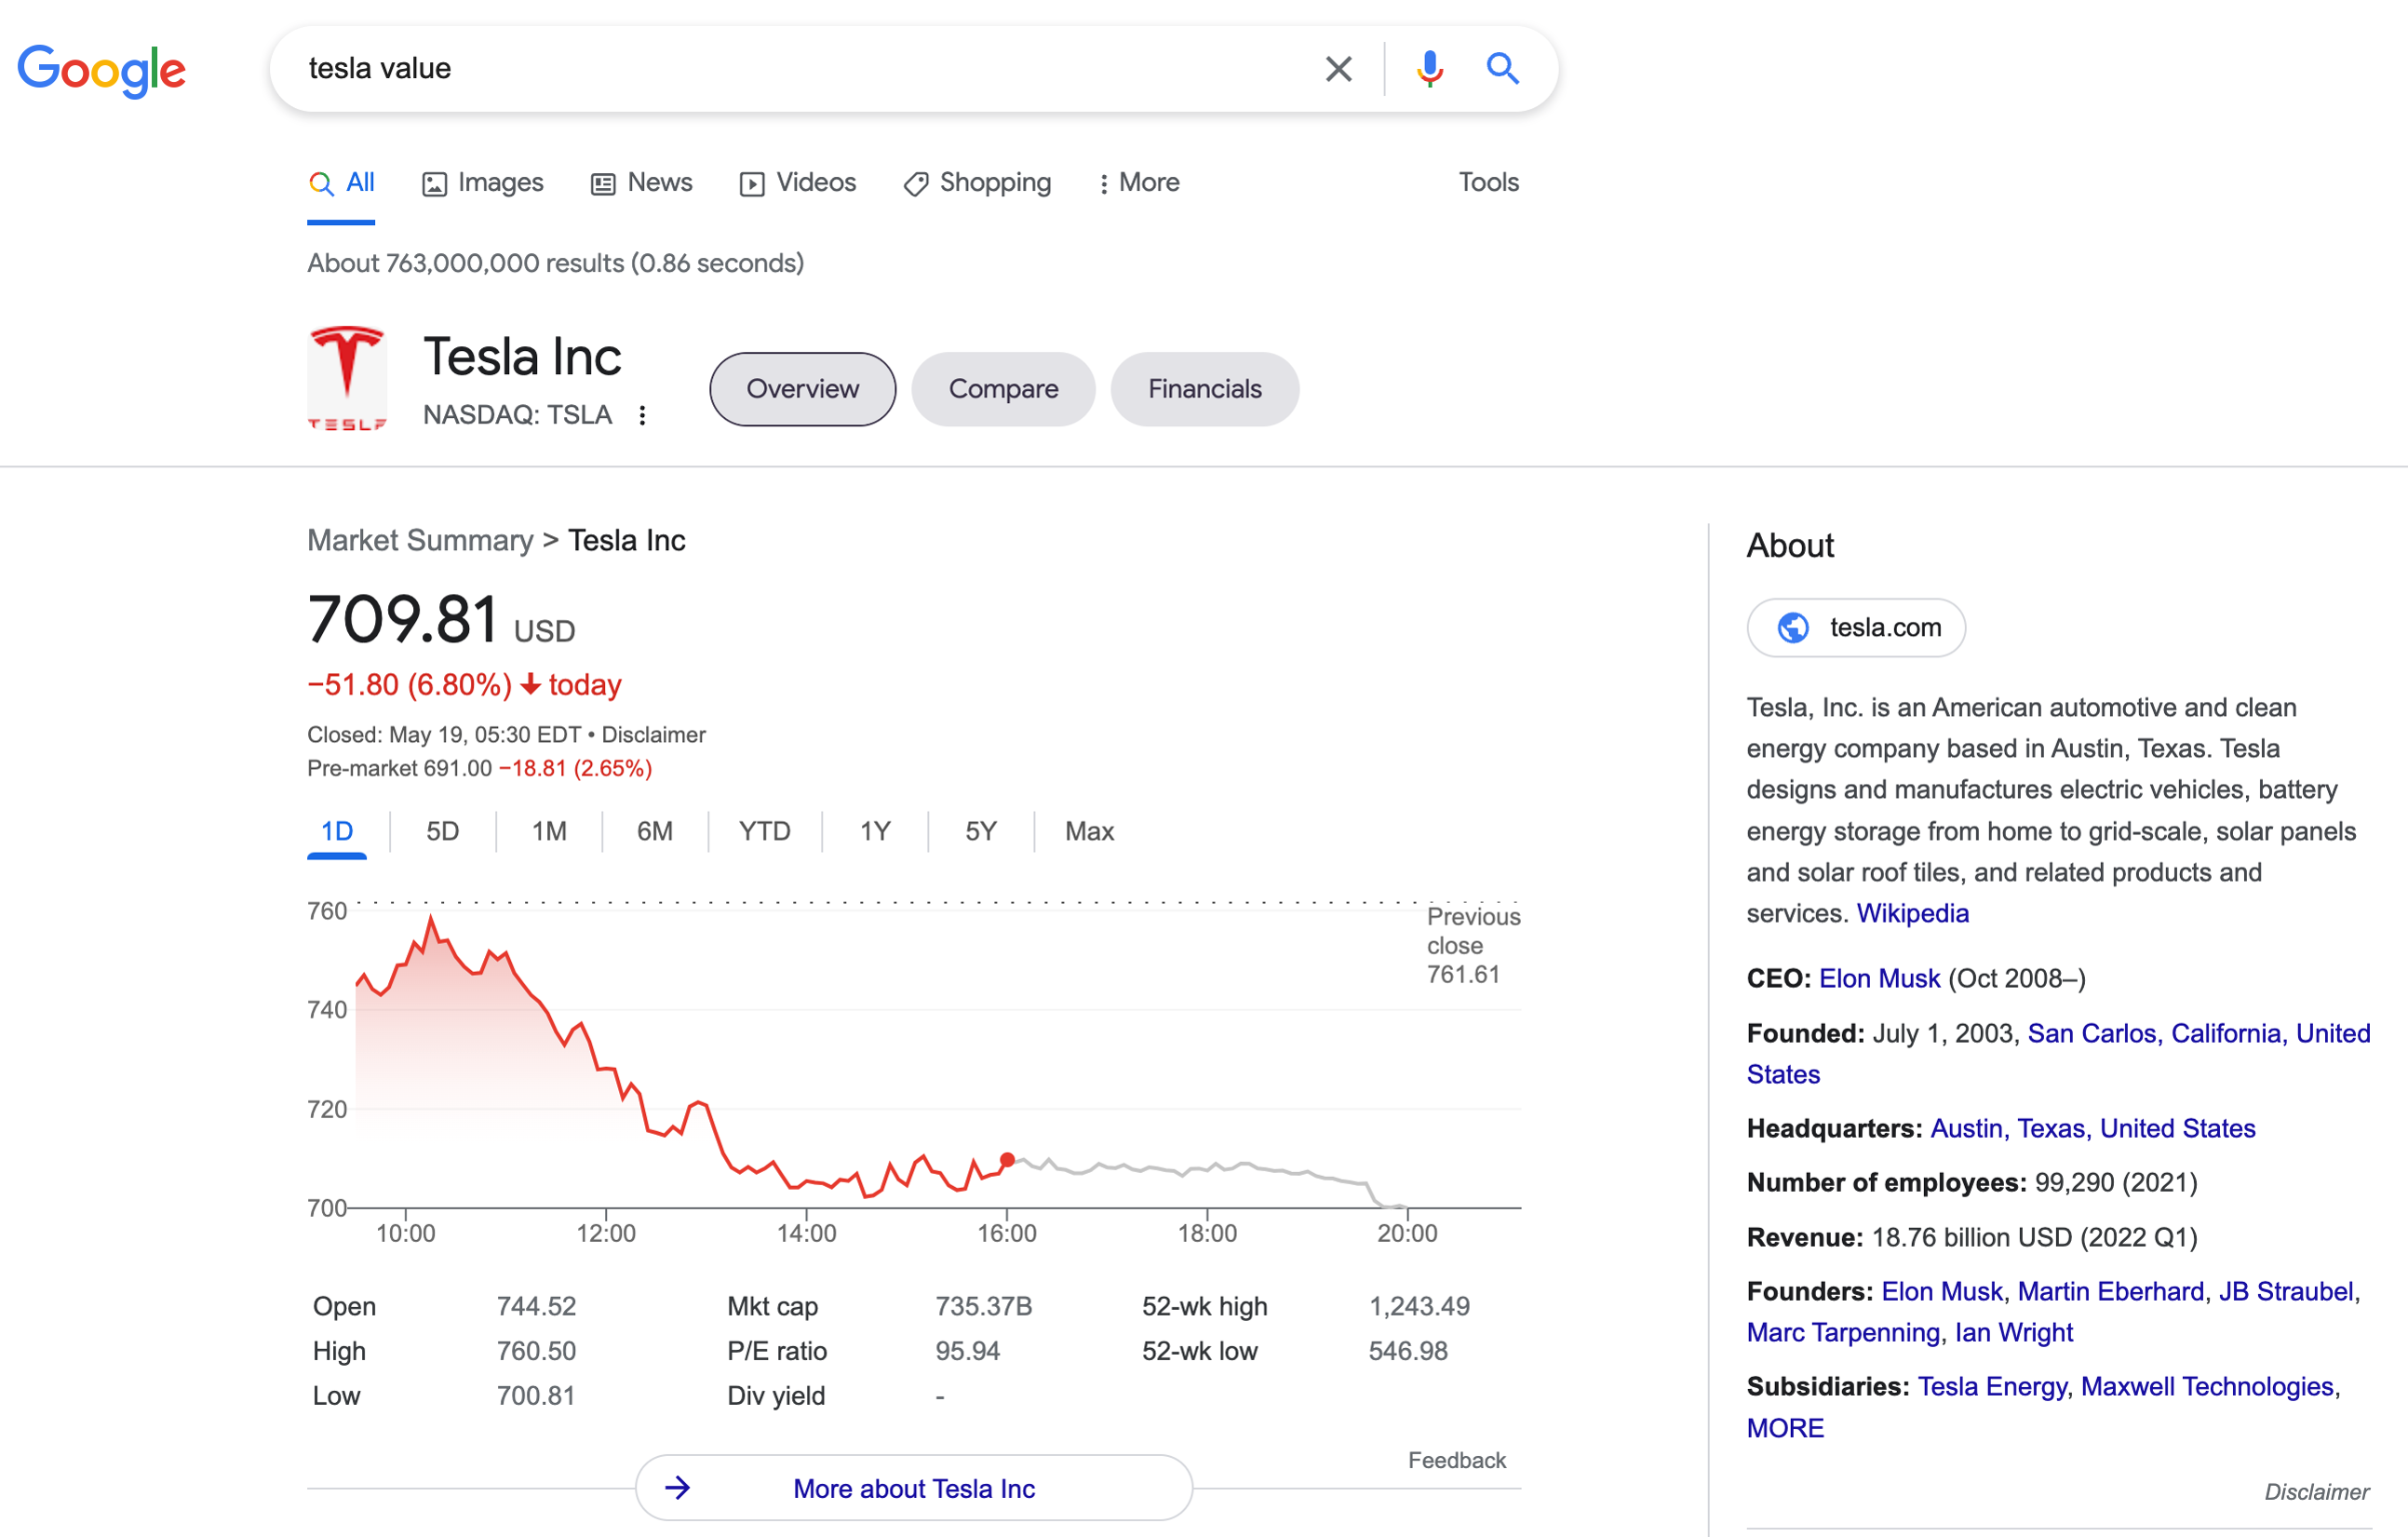 Google
tesla value
All
Images
News
Videos
Shopping
More
Tools
About 763,000,000 results (0.86 seconds)
TESLA
Tesla Inc
NASDAQ: TSLA
Overview
Compare
Financials
Market Summary > Tesla Inc
709.81 USD
−51.80 (6.80%) today
Closed: May 19, 05:30 EDT • Disclaimer
Pre-market 691.00 −18.81 (2.65%)
1D
5D
1M
6M
YTD
1Y
5Y
Max
760
740
720
700
Previous
close
761.61
10:00
12:00
14:00
16:00
18:00
20:00
Open 744.52 Mkt cap 735.37B 52-wk high 1,243.49
High 760.50 P/E ratio 95.94 52-wk low 546.98
Low 700.81 Div yield -
Feedback
More about Tesla Inc
About
tesla.com
Tesla, Inc. is an American automotive and clean
energy company based in Austin, Texas. Tesla
designs and manufactures electric vehicles, battery
energy storage from home to grid-scale, solar panels
and solar roof tiles, and related products and
services. Wikipedia
CEO: Elon Musk (Oct 2008–)
Founded: July 1, 2003, San Carlos, California, United
States
Headquarters: Austin, Texas, United States
Number of employees: 99,290 (2021)
Revenue: 18.76 billion USD (2022 Q1)
Founders: Elon Musk, Martin Eberhard, JB Straubel,
Marc Tarpenning, Ian Wright
Subsidiaries: Tesla Energy, Maxwell Technologies,
MORE
Disclaimer